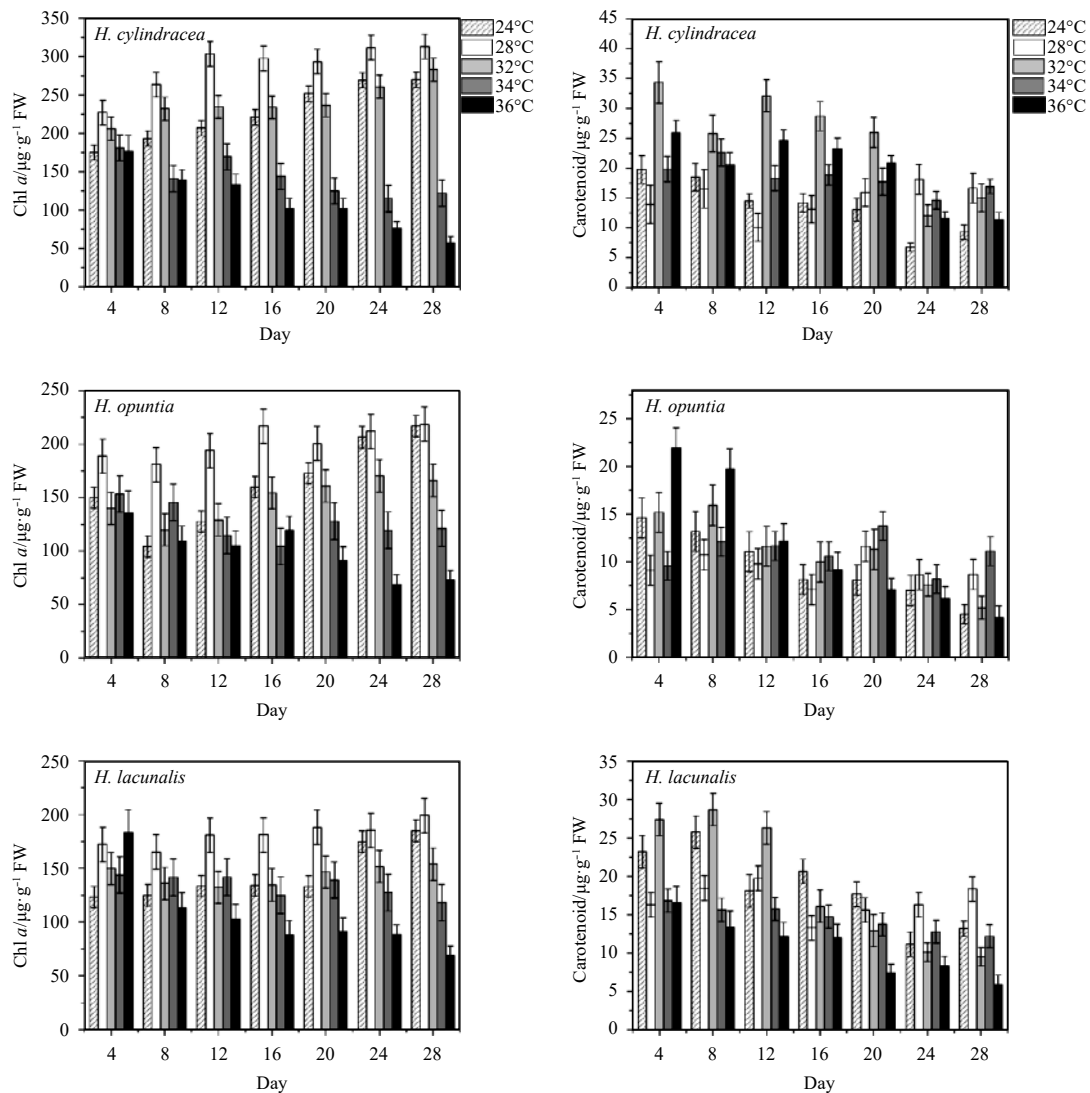 H. cylindracea
24°C
28°C
32°C
34°C
36°C
Chl a/µg·g⁻¹ FW
350
300
250
200
150
100
50
0
4 8 12 16 20 24 28
Day
H. cylindracea
24°C
28°C
32°C
34°C
36°C
Carotenoid/µg·g⁻¹ FW
45
40
35
30
25
20
15
10
5
0
4 8 12 16 20 24 28
Day
H. opuntia
Chl a/µg·g⁻¹ FW
250
200
150
100
50
0
4 8 12 16 20 24 28
Day
H. opuntia
Carotenoid/µg·g⁻¹ FW
25
20
15
10
5
0
4 8 12 16 20 24 28
Day
H. lacunalis
Chl a/µg·g⁻¹ FW
250
200
150
100
50
0
4 8 12 16 20 24 28
Day
H. lacunalis
Carotenoid/µg·g⁻¹ FW
35
30
25
20
15
10
5
0
4 8 12 16 20 24 28
Day